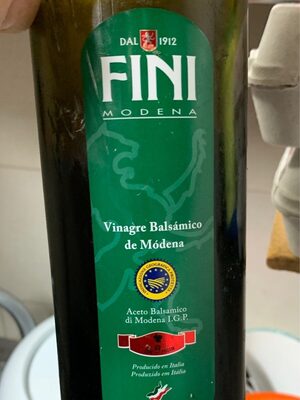 DAL 1912
FINI
MODENA
Vinagre Balsámico
de Módena
Aceto Balsamico
di Modena I.G.P.
Producido en Italia
Produzido em Itália